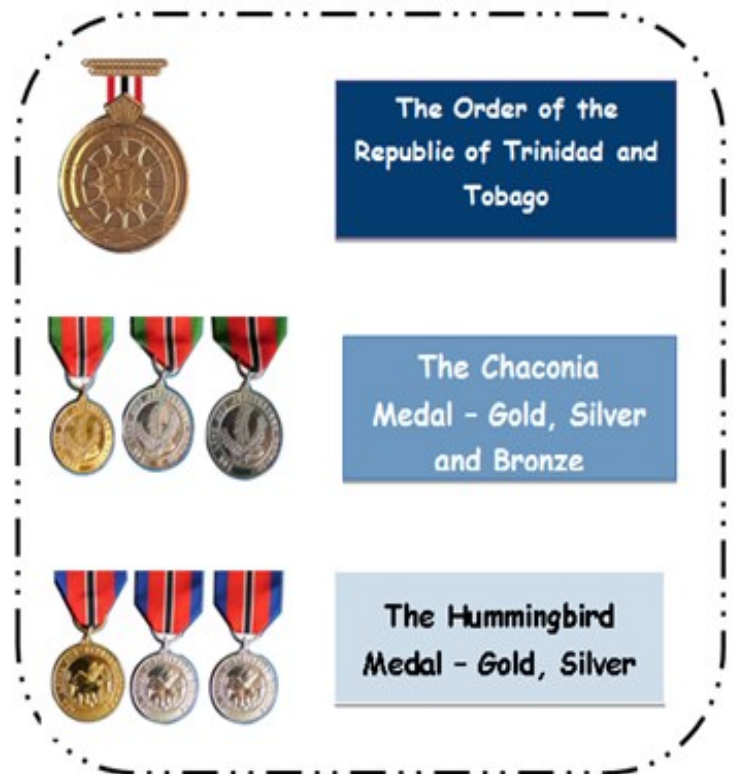 The Order of the
Republic of Trinidad and
Tobago
The Chaconia
Medal – Gold, Silver
and Bronze
The Hummingbird
Medal – Gold, Silver